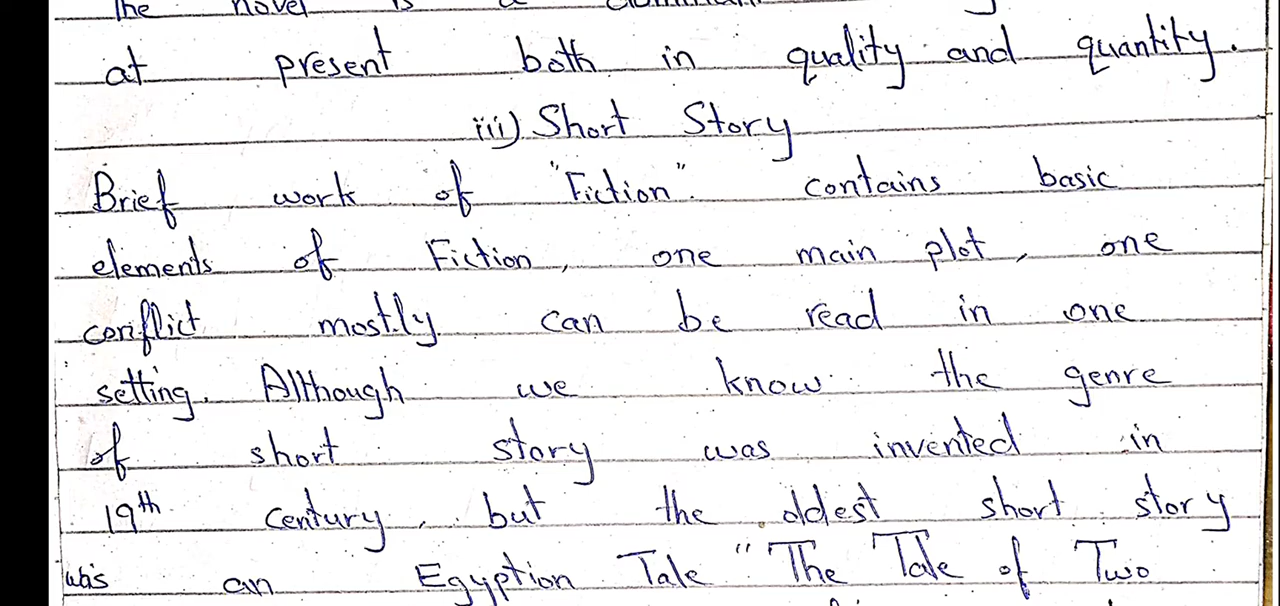 The novel is a
at present both in quality and quantity.
iii) Short Story
Brief work of "Fiction". contains basic
elements of Fiction, one main plot, one
conflict mostly can be read in one
setting. Although we know the genre
of short story was invented in
19th century, but the oldest short story
was an Egyption Tale "The Tale of Two